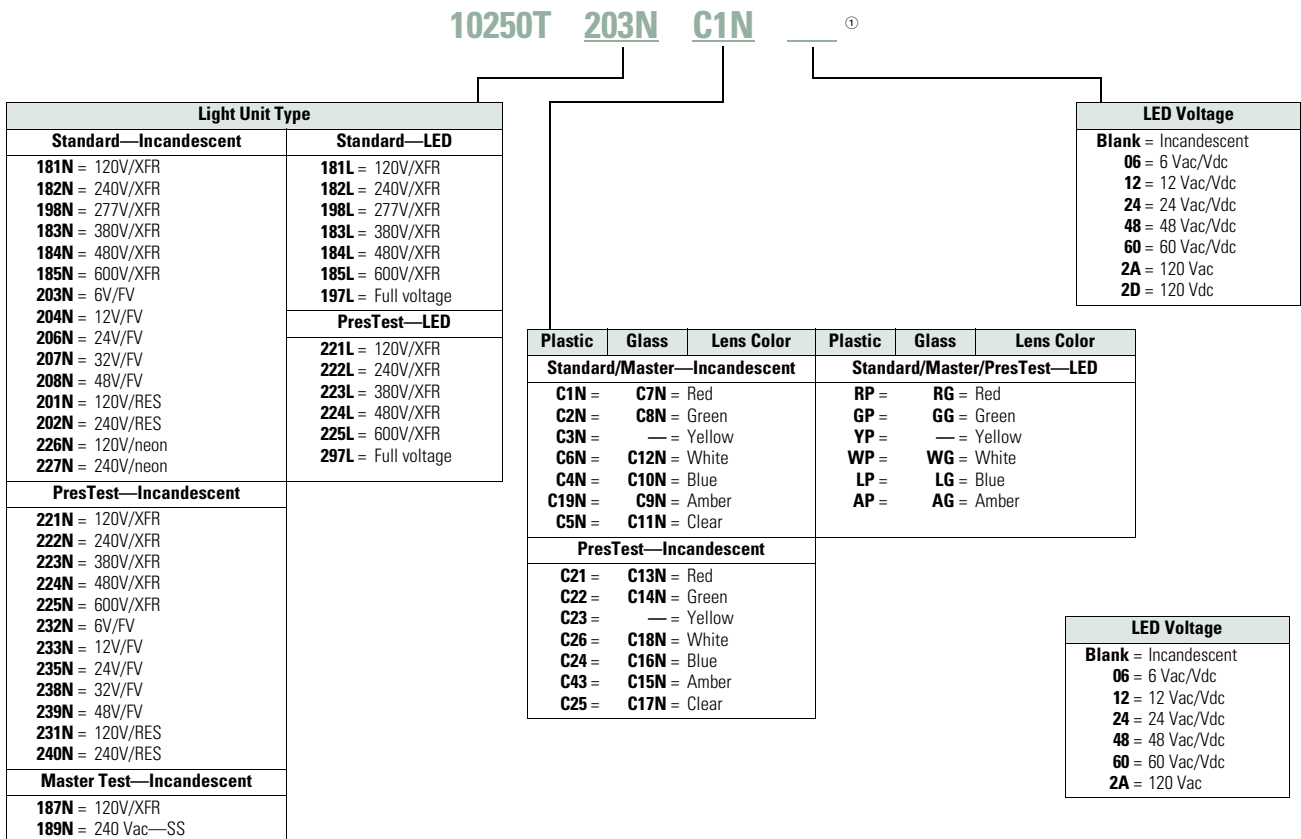 10250T 203N C1N ①
Light Unit Type
Standard—Incandescent
181N = 120V/XFR
182N = 240V/XFR
198N = 277V/XFR
183N = 380V/XFR
184N = 480V/XFR
185N = 600V/XFR
203N = 6V/FV
204N = 12V/FV
206N = 24V/FV
207N = 32V/FV
208N = 48V/FV
201N = 120V/RES
202N = 240V/RES
226N = 120V/neon
227N = 240V/neon
PresTest—Incandescent
221N = 120V/XFR
222N = 240V/XFR
223N = 380V/XFR
224N = 480V/XFR
225N = 600V/XFR
232N = 6V/FV
233N = 12V/FV
235N = 24V/FV
238N = 32V/FV
239N = 48V/FV
231N = 120V/RES
240N = 240V/RES
Master Test—Incandescent
187N = 120V/XFR
189N = 240 Vac—SS
Standard—LED
181L = 120V/XFR
182L = 240V/XFR
198L = 277V/XFR
183L = 380V/XFR
184L = 480V/XFR
185L = 600V/XFR
197L = Full voltage
PresTest—LED
221L = 120V/XFR
222L = 240V/XFR
223L = 380V/XFR
224L = 480V/XFR
225L = 600V/XFR
297L = Full voltage
Plastic Glass Lens Color
Standard/Master—Incandescent
C1N = C7N = Red
C2N = C8N = Green
C3N = — = Yellow
C6N = C12N = White
C4N = C10N = Blue
C19N = C9N = Amber
C5N = C11N = Clear
PresTest—Incandescent
C21 = C13N = Red
C22 = C14N = Green
C23 = — = Yellow
C26 = C18N = White
C24 = C16N = Blue
C43 = C15N = Amber
C25 = C17N = Clear
Plastic Glass Lens Color
Standard/Master/PresTest—LED
RP = RG = Red
GP = GG = Green
YP = — = Yellow
WP = WG = White
LP = LG = Blue
AP = AG = Amber
LED Voltage
Blank = Incandescent
06 = 6 Vac/Vdc
12 = 12 Vac/Vdc
24 = 24 Vac/Vdc
48 = 48 Vac/Vdc
60 = 60 Vac/Vdc
2A = 120 Vac
2D = 120 Vdc
LED Voltage
Blank = Incandescent
06 = 6 Vac/Vdc
12 = 12 Vac/Vdc
24 = 24 Vac/Vdc
48 = 48 Vac/Vdc
60 = 60 Vac/Vdc
2A = 120 Vac